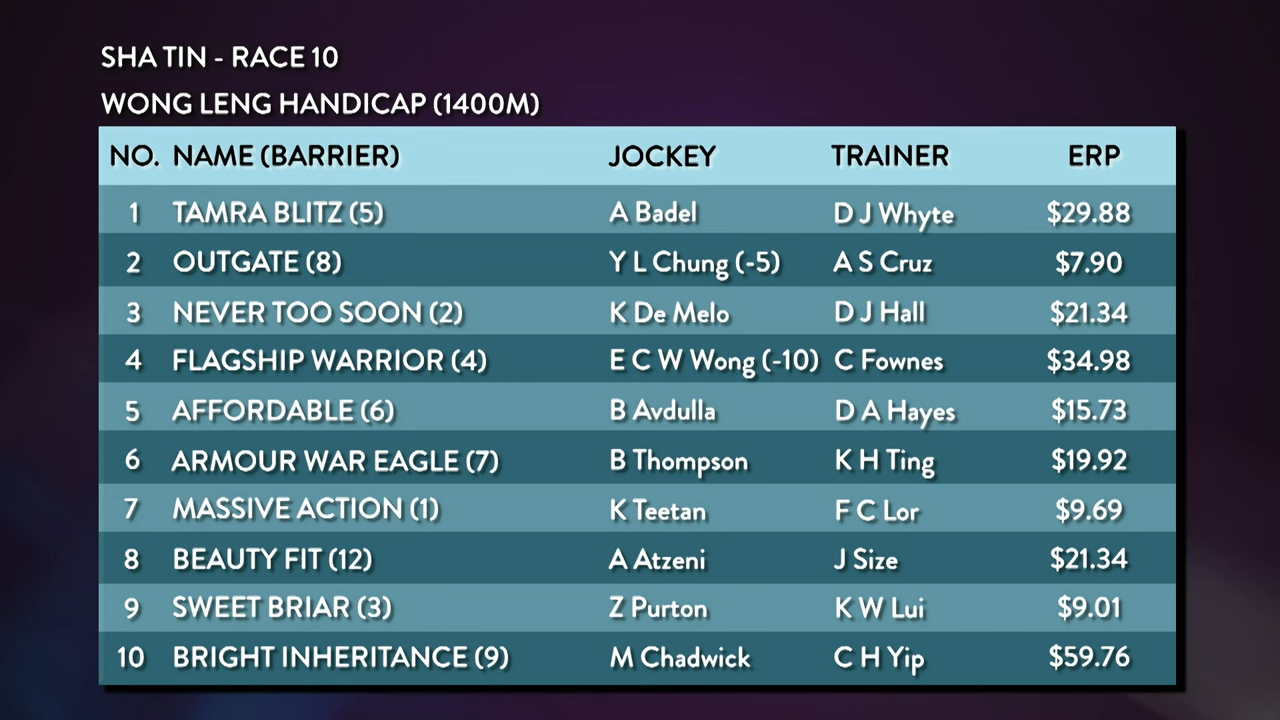 SHA TIN - RACE 10
WONG LENG HANDICAP (1400M)
NO. NAME (BARRIER) JOCKEY TRAINER ERP
1 TAMRA BLITZ (5) A Badel D J Whyte $29.88
2 OUTGATE (8) Y L Chung (-5) A S Cruz $7.90
3 NEVER TOO SOON (2) K De Melo D J Hall $21.34
4 FLAGSHIP WARRIOR (4) E C W Wong (-10) C Fownes $34.98
5 AFFORDABLE (6) B Avdulla D A Hayes $15.73
6 ARMOUR WAR EAGLE (7) B Thompson K H Ting $19.92
7 MASSIVE ACTION (1) K Teetan F C Lor $9.69
8 BEAUTY FIT (12) A Atzeni J Size $21.34
9 SWEET BRIAR (3) Z Purton K W Lui $9.01
10 BRIGHT INHERITANCE (9) M Chadwick C H Yip $59.76